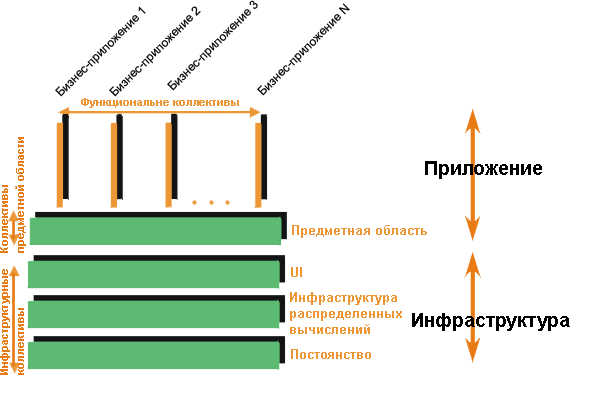 Бизнес-приложение 1
Бизнес-приложение 2
Бизнес-приложение 3
Бизнес-приложение N
Функциональне коллективы
Приложение
Коллективы
предметной области
Предметная область
UI
Инфраструктурные
коллективы
Инфраструктура
распределенных
вычислений
Инфраструктура
Постоянство